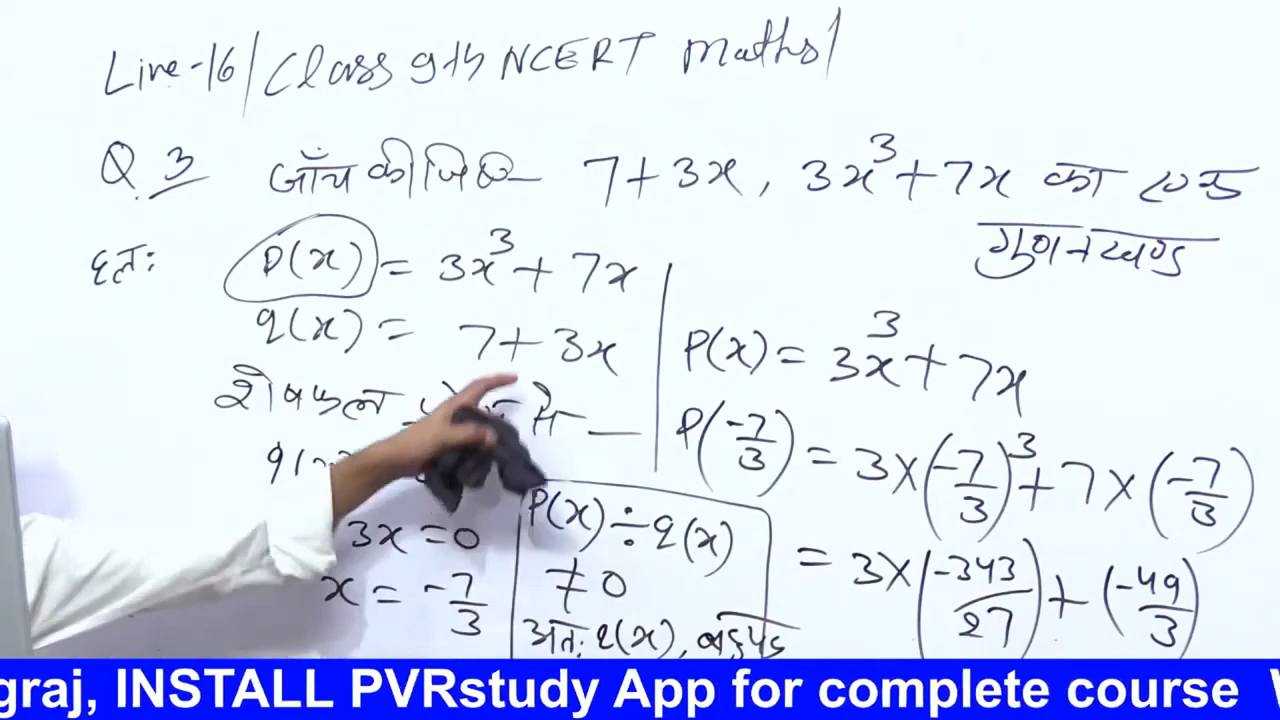 Live-16/Class 9th NCERT Maths/
Q. 3 जाँच कीजिए 7+3x, 3x³+7x का एक
गुणनखण्ड
हल:
P(x) = 3x³+7x
q(x) = 7+3x
शेषफल में
3x = 0
x = -7/3
P(x) = 3x³+7x
P(-7/3) = 3×(-7/3)³+7×(-7/3)
= 3×(-343/27)+(-49/3)
P(x)÷q(x)
≠0
अत: q(x), बहुपद
graj, INSTALL PVRstudy App for complete course